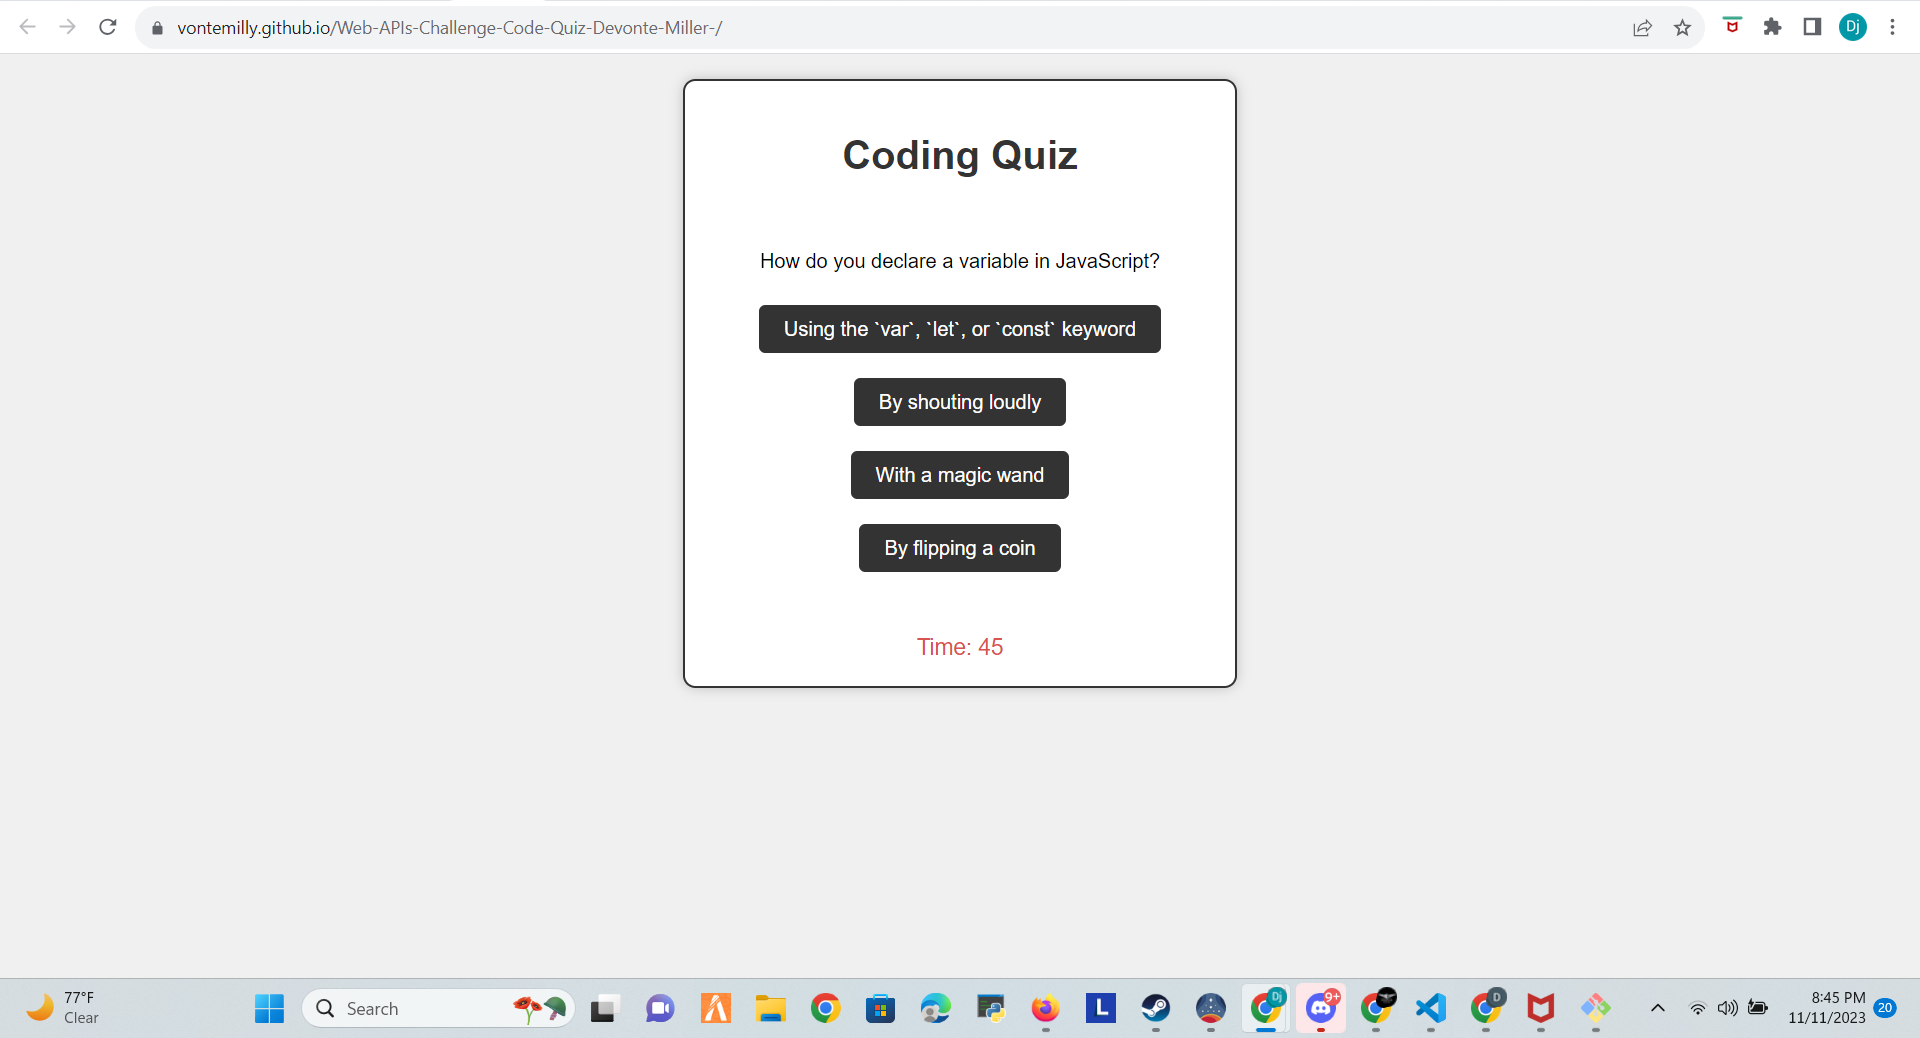 vontemilly.github.io/Web-APIs-Challenge-Code-Quiz-Devonte-Miller-/
Dj
Coding Quiz
How do you declare a variable in JavaScript?
Using the `var`, `let`, or `const` keyword
By shouting loudly
With a magic wand
By flipping a coin
Time: 45
77°F
Clear
Search
L
Dj
9+
D
8:45 PM
11/11/2023
20